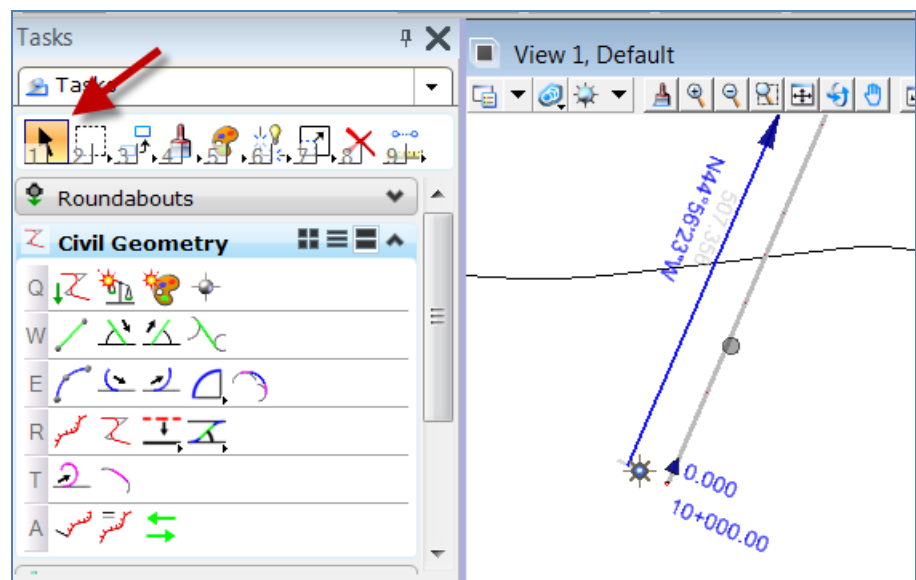 Tasks
View 1, Default
Tasks
1 2 3 4 5 6 7 8 9
Roundabouts
Civil Geometry
Q
W
E
R
T
A
N44°56'23"W
507.356
0.000
10+000.00